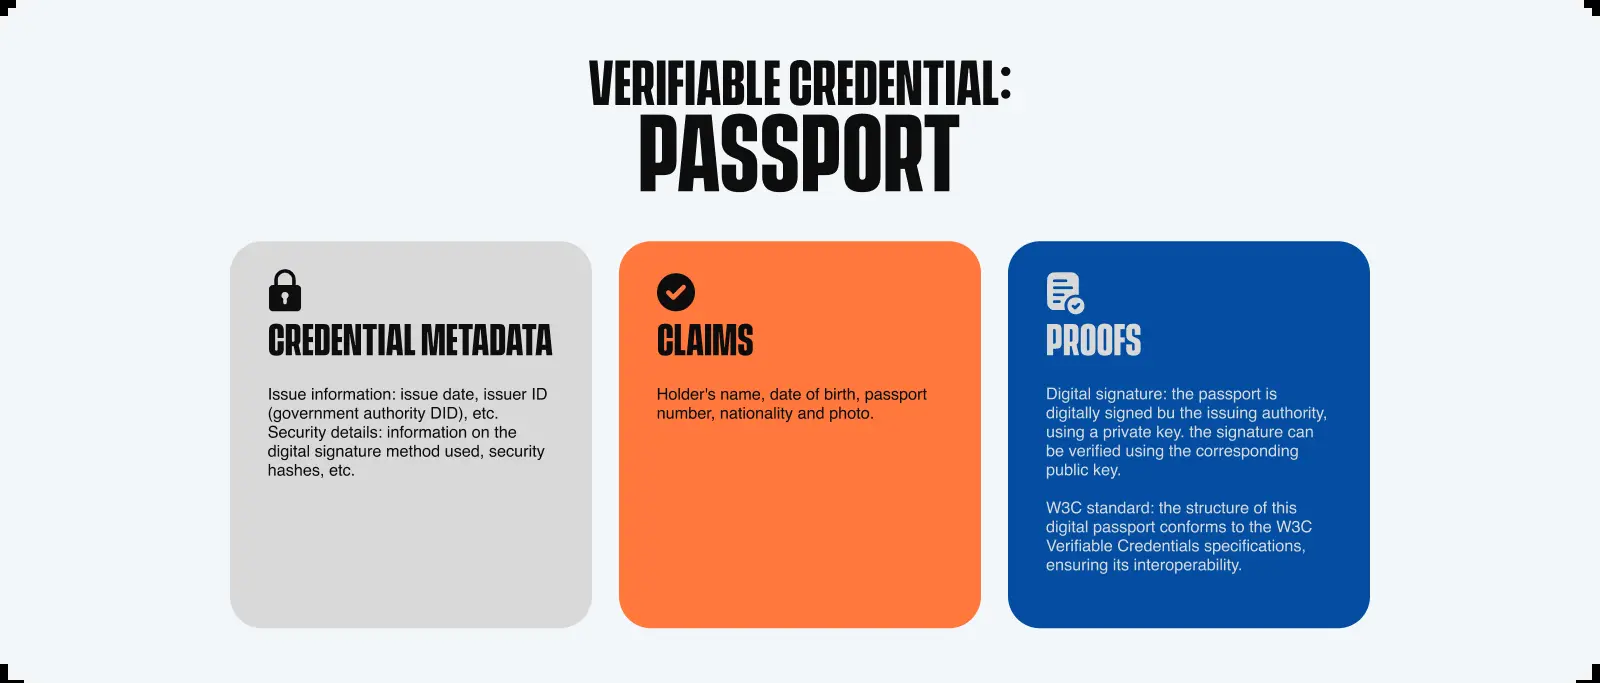 VERIFIABLE CREDENTIAL:
PASSPORT
CREDENTIAL METADATA
Issue information: issue date, issuer ID
(government authority DID), etc.
Security details: information on the
digital signature method used, security
hashes, etc.
CLAIMS
Holder's name, date of birth, passport
number, nationality and photo.
PROOFS
Digital signature: the passport is
digitally signed bu the issuing authority,
using a private key. the signature can
be verified using the corresponding
public key.
W3C standard: the structure of this
digital passport conforms to the W3C
Verifiable Credentials specifications,
ensuring its interoperability.